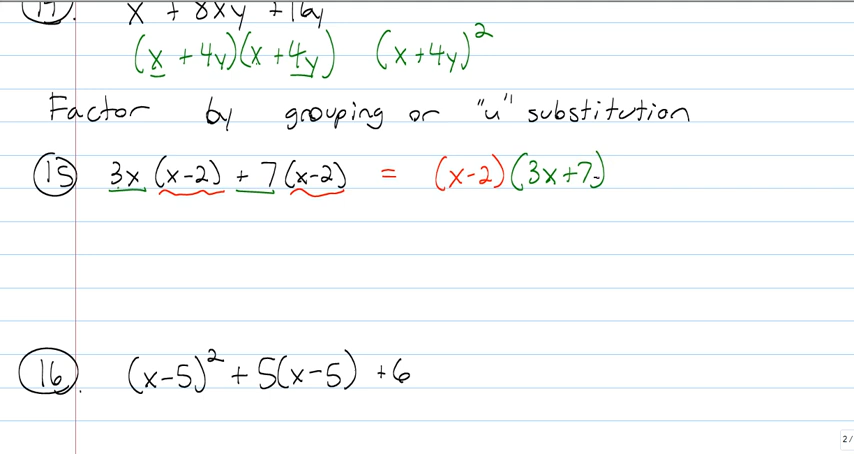 17. x + 8xy + 16y
(x + 4y)(x + 4y) (x + 4y)²
Factor by grouping or "u" substitution
15 3x (x-2) + 7 (x-2) = (x-2)(3x+7)
16. (x-5)² + 5(x-5) + 6
2/